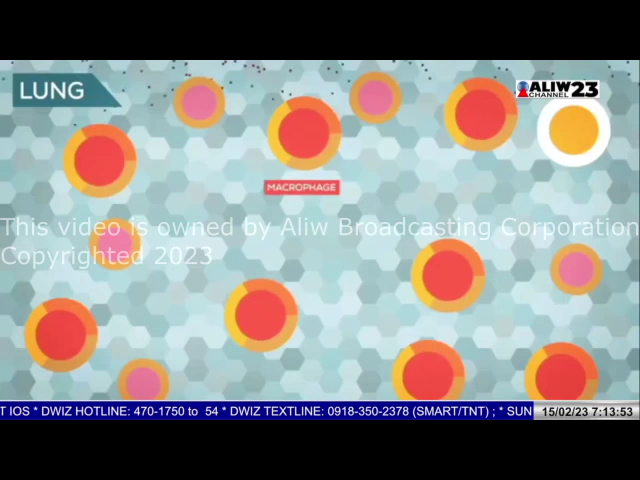 LUNG
ALIW
CHANNEL 23
MACROPHAGE
This video is owned by Aliw Broadcasting Corporation
Copyrighted 2023
T IOS * DWIZ HOTLINE: 470-1750 to 54 * DWIZ TEXTLINE: 0918-350-2378 (SMART/TNT) ; * SUN
15/02/23 7:13:53